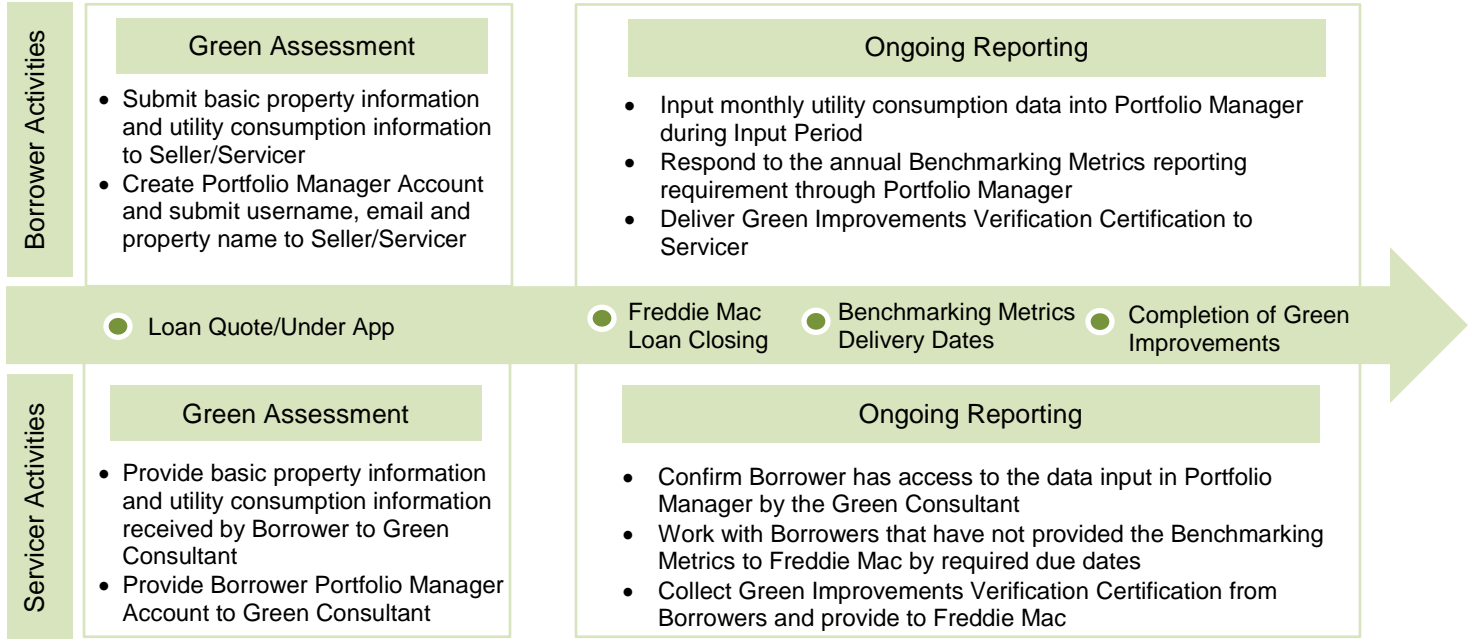 Borrower Activities
Green Assessment
• Submit basic property information
and utility consumption information
to Seller/Servicer
• Create Portfolio Manager Account
and submit username, email and
property name to Seller/Servicer
Ongoing Reporting
• Input monthly utility consumption data into Portfolio Manager
during Input Period
• Respond to the annual Benchmarking Metrics reporting
requirement through Portfolio Manager
• Deliver Green Improvements Verification Certification to
Servicer
Loan Quote/Under App
Freddie Mac
Loan Closing
Benchmarking Metrics
Delivery Dates
Completion of Green
Improvements
Servicer Activities
Green Assessment
• Provide basic property information
and utility consumption information
received by Borrower to Green
Consultant
• Provide Borrower Portfolio Manager
Account to Green Consultant
Ongoing Reporting
• Confirm Borrower has access to the data input in Portfolio
Manager by the Green Consultant
• Work with Borrowers that have not provided the Benchmarking
Metrics to Freddie Mac by required due dates
• Collect Green Improvements Verification Certification from
Borrowers and provide to Freddie Mac